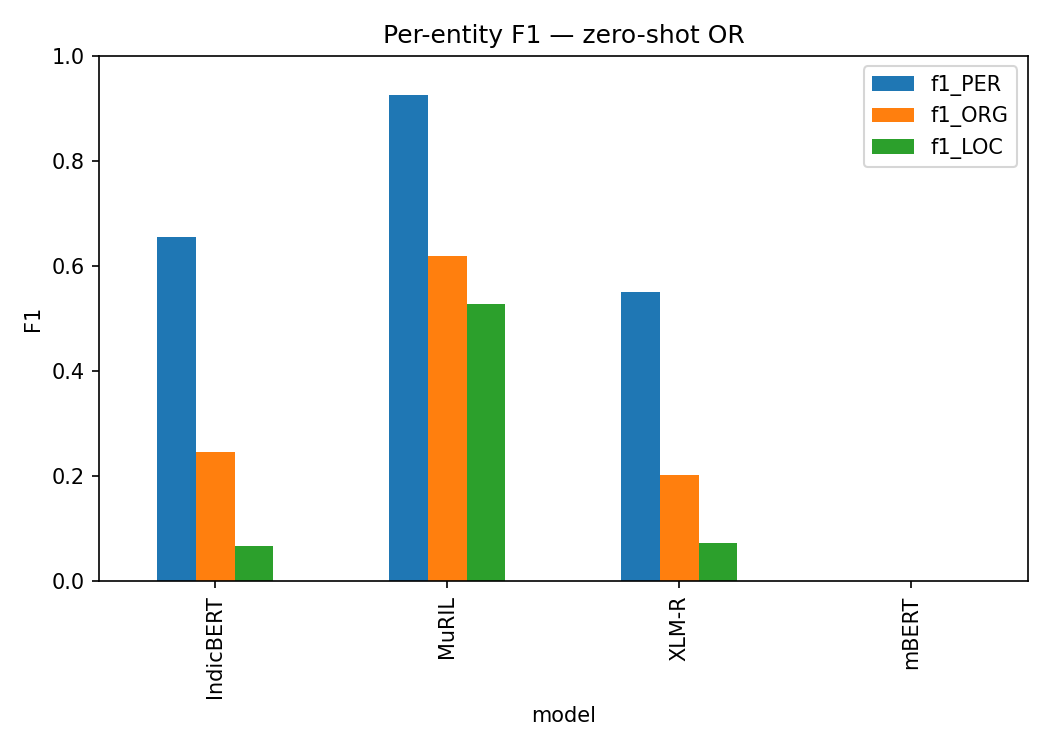 Per-entity F1 — zero-shot OR
f1_PER
f1_ORG
f1_LOC
1.0
0.8
0.6
0.4
0.2
0.0
F1
IndicBERT
MuRIL
XLM-R
mBERT
model